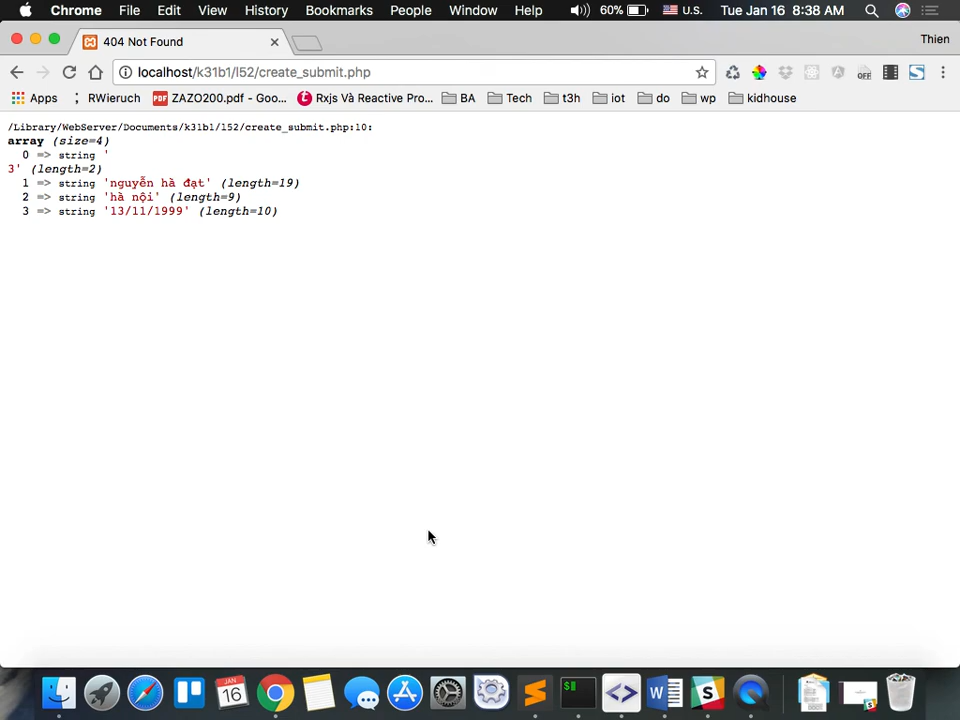 Chrome File Edit View History Bookmarks People Window Help 60% U.S. Tue Jan 16 8:38 AM
404 Not Found Thien
localhost/k31b1/l52/create_submit.php OFF
Apps RWieruch PDF ZAZO200.pdf - Goo... Rxjs Và Reactive Pro... BA Tech t3h iot do wp kidhouse
/Library/WebServer/Documents/k31b1/l52/create_submit.php:10:
array (size=4)
0 => string '
3' (length=2)
1 => string 'nguyễn hà đạt' (length=19)
2 => string 'hà nội' (length=9)
3 => string '13/11/1999' (length=10)
JAN
16